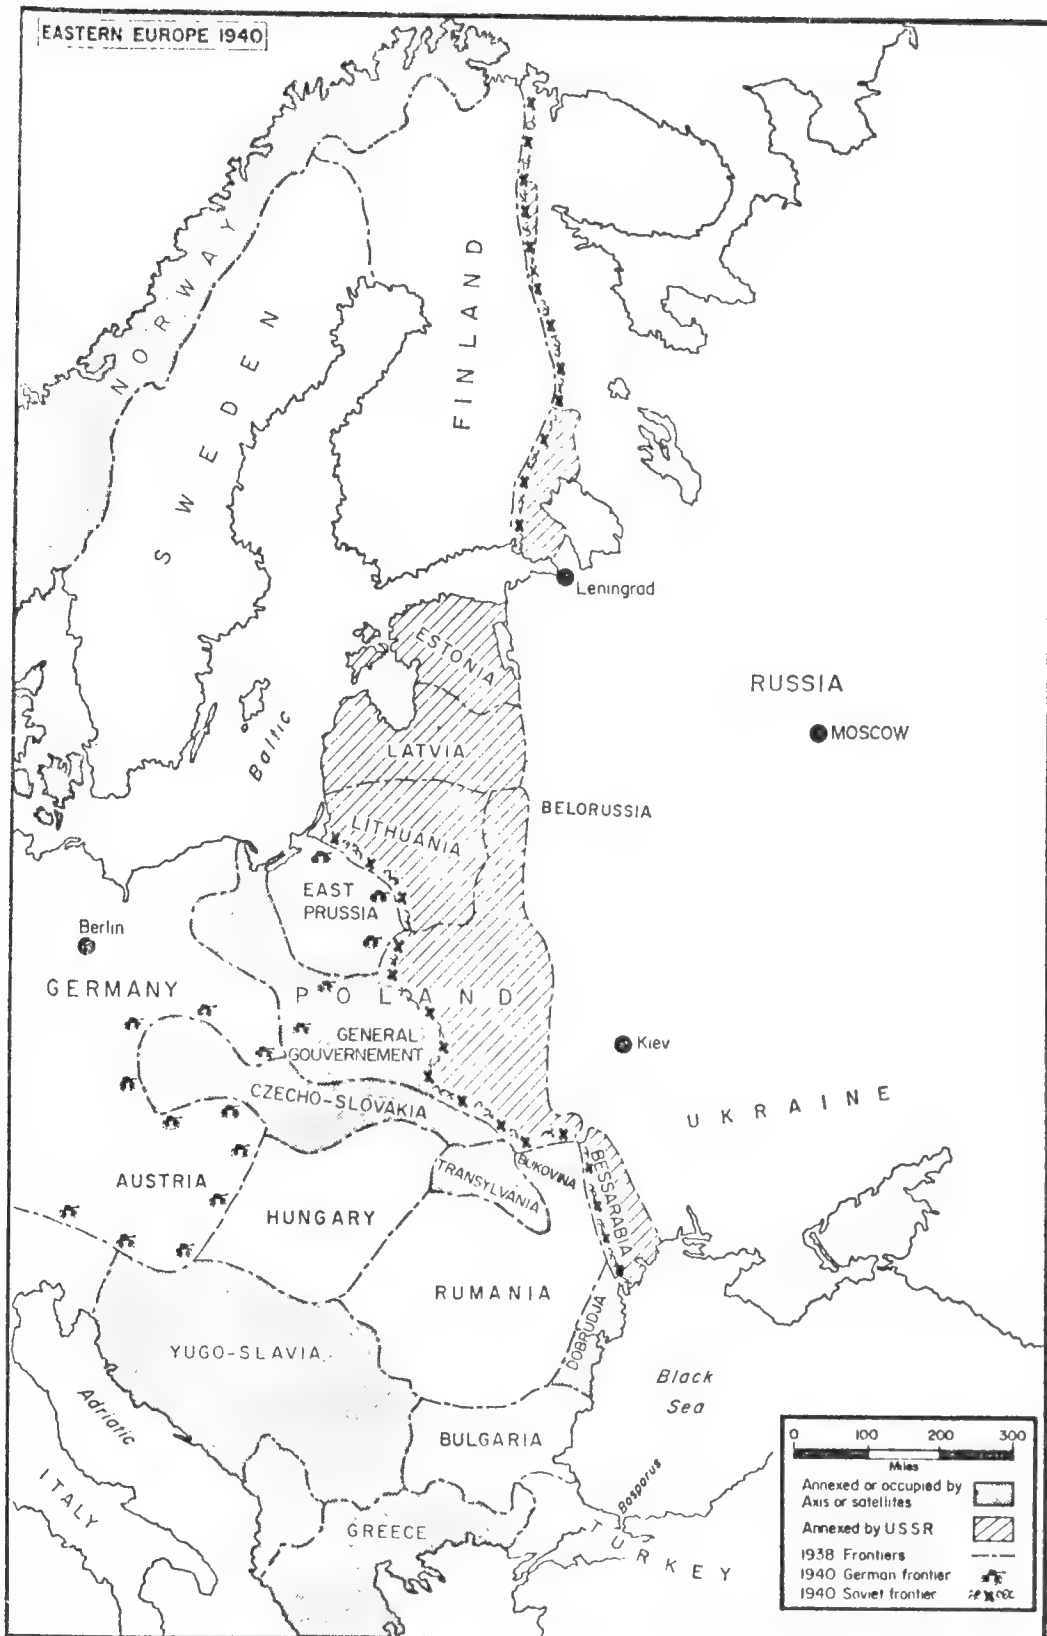 EASTERN EUROPE 1940
NORWAY
SWEDEN
FINLAND
Leningrad
ESTONIA
RUSSIA
MOSCOW
Baltic
LATVIA
BELORUSSIA
LITHUANIA
EAST
PRUSSIA
Berlin
GERMANY
POLAND
GENERAL
GOUVERNEMENT
Kiev
CZECHO-SLOVAKIA
UKRAINE
AUSTRIA
TRANSYLVANIA
BUKOVINA
BESSARABIA
HUNGARY
RUMANIA
DOBRUDJA
YUGO-SLAVIA
Black
Sea
Adriatic
BULGARIA
ITALY
Bosporus
GREECE
TURKEY
0 100 200 300
Miles
Annexed or occupied by
Axis or satellites
Annexed by USSR
1938 Frontiers
1940 German frontier
1940 Soviet frontier